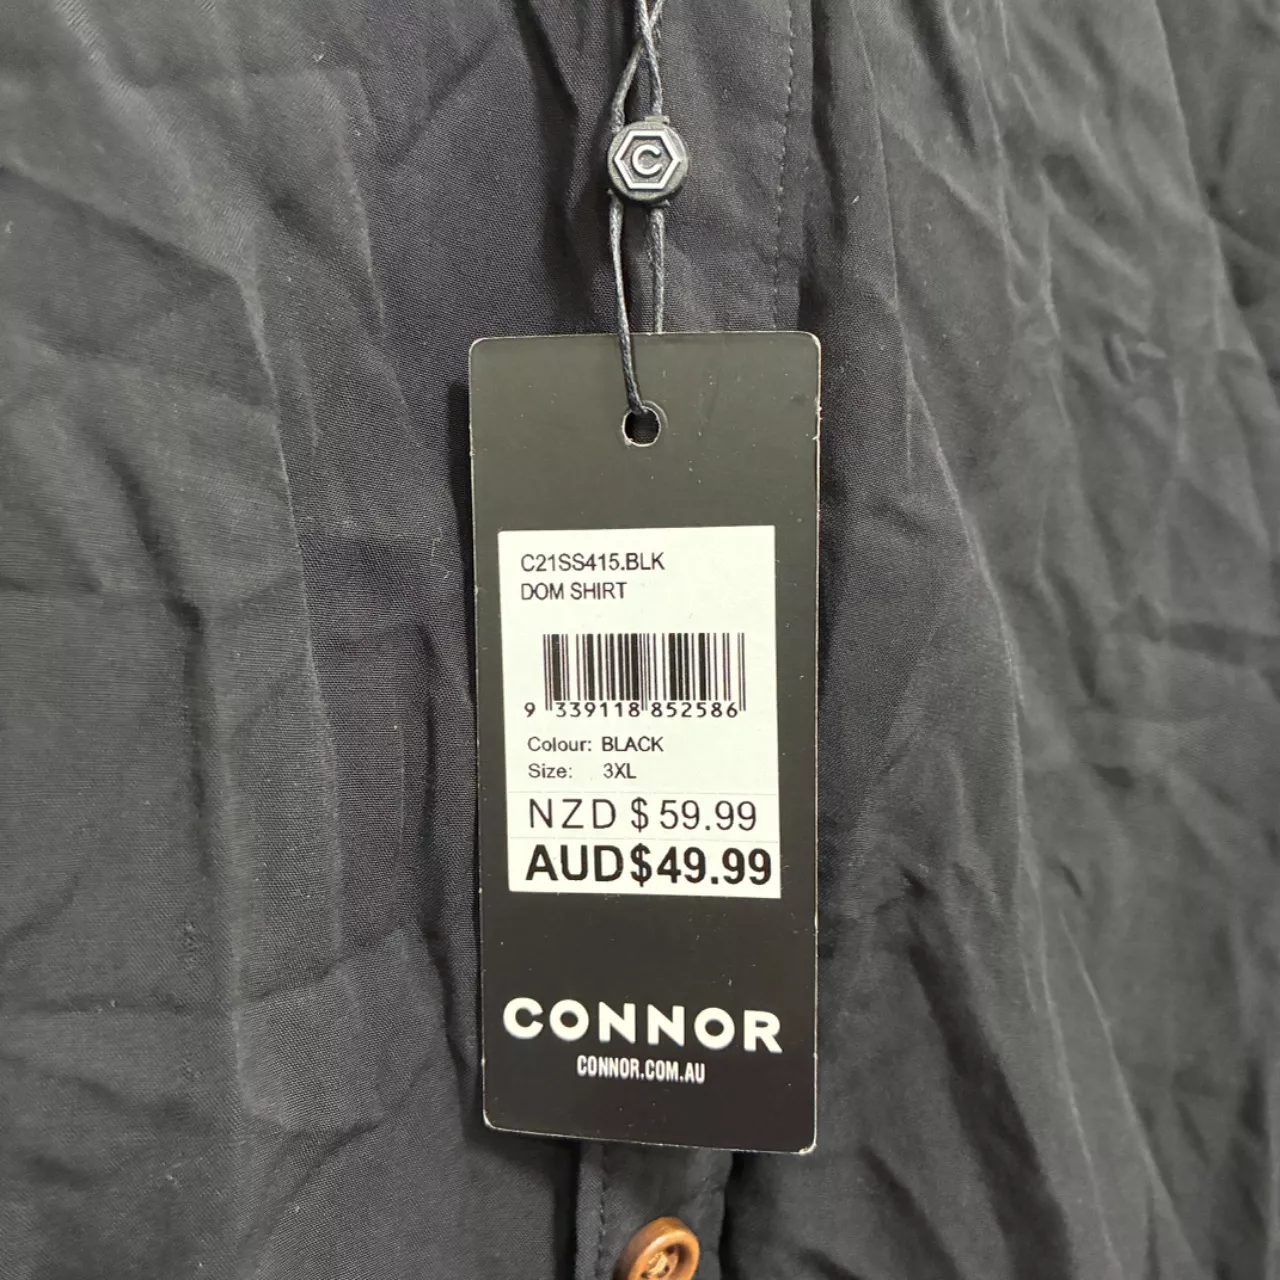 C
C21SS415.BLK
DOM SHIRT
9 339118 852586
Colour: BLACK
Size: 3XL
NZD $59.99
AUD$49.99
CONNOR
CONNOR.COM.AU